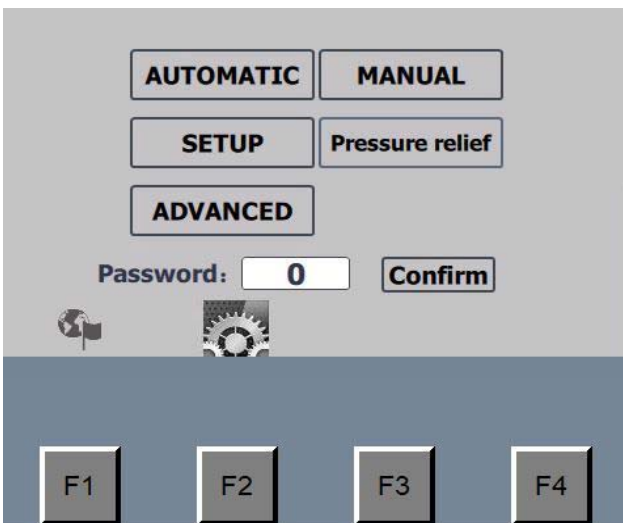 AUTOMATIC MANUAL
SETUP Pressure relief
ADVANCED
Password: 0 Confirm
F1 F2 F3 F4